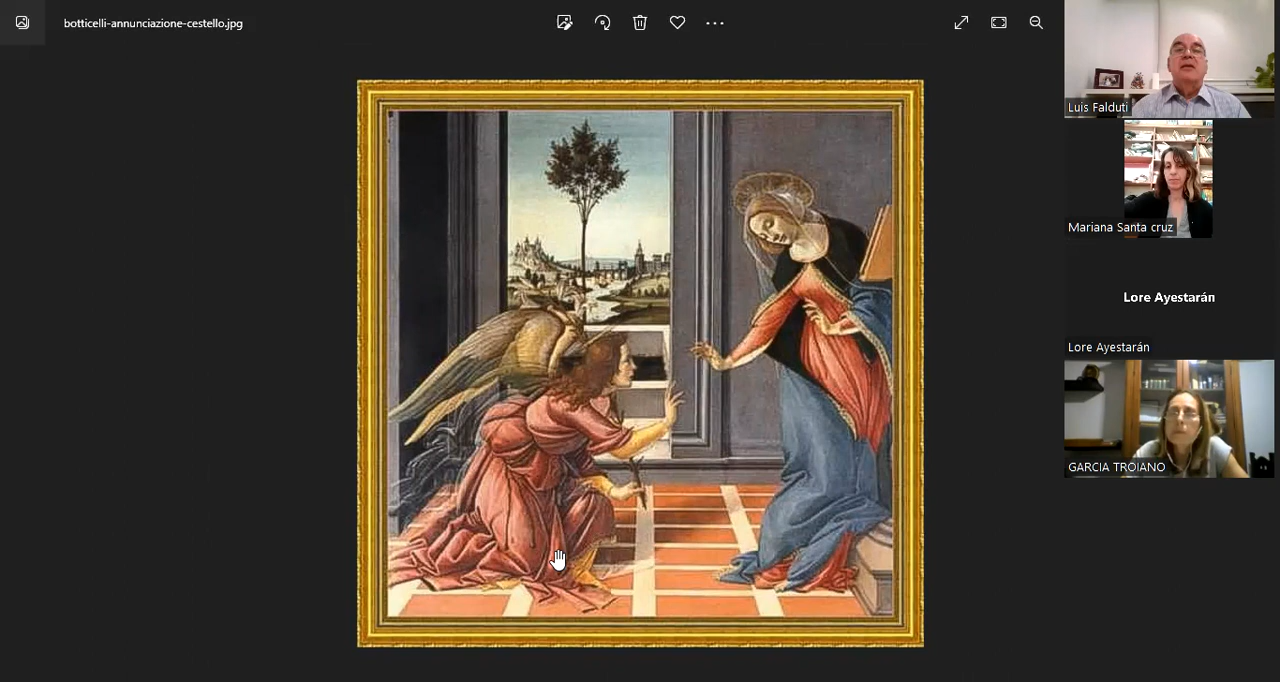 botticelli-annunciazione-cestello.jpg
Luis Falduti
Mariana Santa cruz
Lore Ayestarán
Lore Ayestarán
GARCIA TROIANO